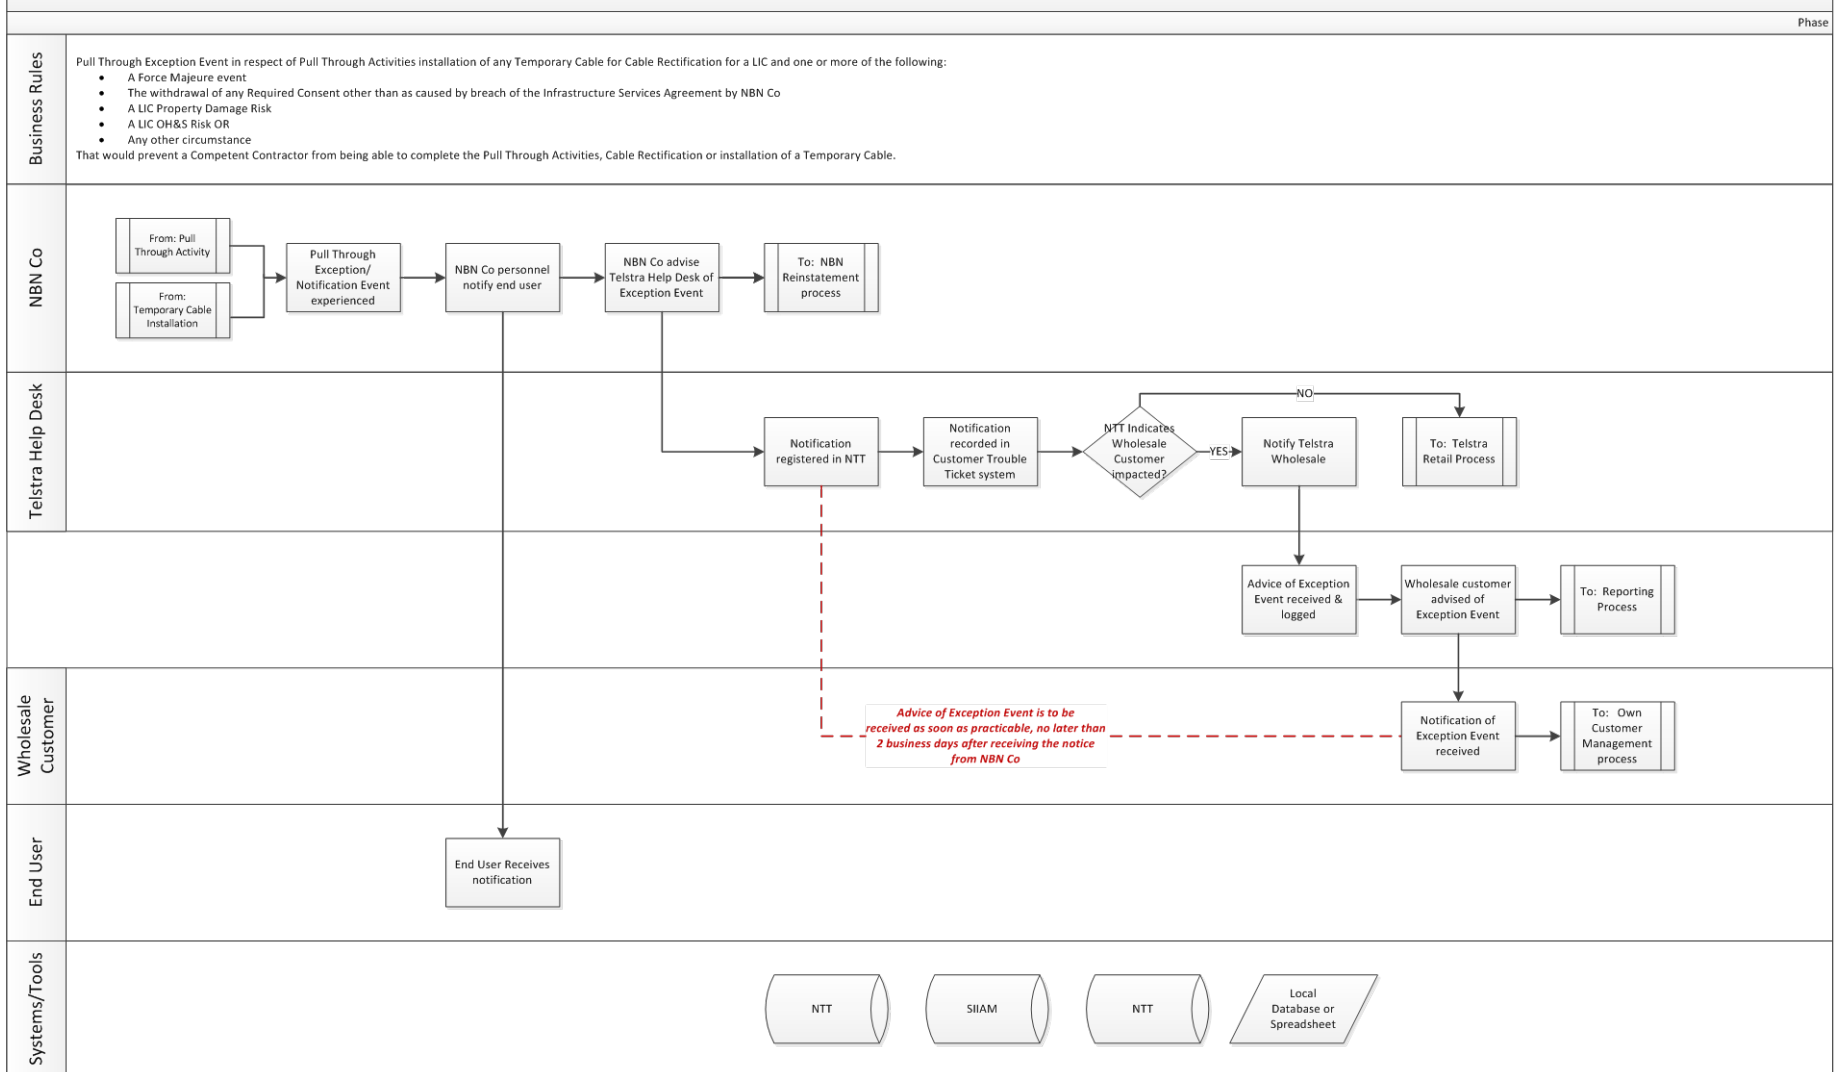 Phase
Business Rules
Pull Through Exception Event in respect of Pull Through Activities installation of any Temporary Cable for Cable Rectification for a LIC and one or more of the following:
• A Force Majeure event
• The withdrawal of any Required Consent other than as caused by breach of the Infrastructure Services Agreement by NBN Co
• A LIC Property Damage Risk
• A LIC OH&S Risk OR
• Any other circumstance
That would prevent a Competent Contractor from being able to complete the Pull Through Activities, Cable Rectification or installation of a Temporary Cable.
NBN Co
From: Pull
Through Activity
From:
Temporary Cable
Installation
Pull Through
Exception/
Notification Event
experienced
NBN Co personnel
notify end user
NBN Co advise
Telstra Help Desk of
Exception Event
To: NBN
Reinstatement
process
Telstra Help Desk
Notification
registered in NTT
Notification
recorded in
Customer Trouble
Ticket system
NTT Indicates
Wholesale
Customer
impacted?
NO
YES
Notify Telstra
Wholesale
To: Telstra
Retail Process
Advice of Exception
Event received &
logged
Wholesale customer
advised of
Exception Event
To: Reporting
Process
Wholesale
Customer
Advice of Exception Event is to be
received as soon as practicable, no later than
2 business days after receiving the notice
from NBN Co
Notification of
Exception Event
received
To: Own
Customer
Management
process
End User
End User Receives
notification
Systems/Tools
NTT
SIIAM
NTT
Local
Database or
Spreadsheet